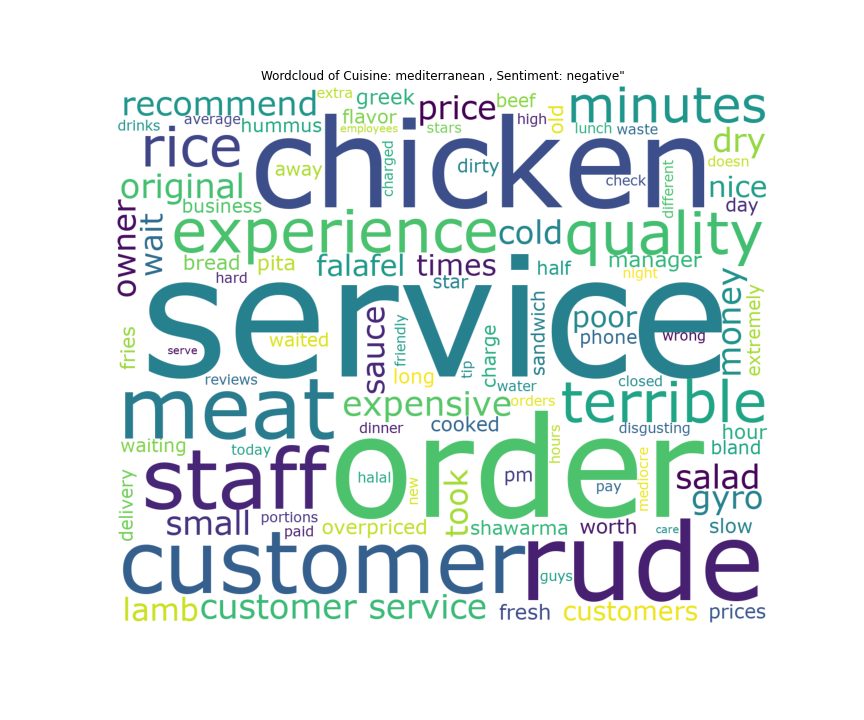 Wordcloud of Cuisine: mediterranean , Sentiment: negative"
recommend
extra
greek
price
beef
minutes
drinks
average
hummus
flavor
employees
stars
high
old
lunch
waste
dry
rice
chicken
charged
away
dirty
check
different
doesn
nice
original
business
day
owner
wait
experience
cold
quality
bread
pita
falafel
times
half
manager
night
hard
star
service
money
extremely
fries
serve
waited
sauce
friendly
long
tip
charge
sandwich
poor
phone
wrong
reviews
water
closed
meat
expensive
orders
terrible
dinner
cooked
disgusting
hour
waiting
today
order
hours
bland
staff
halal
new
took
pm
pay
mediocre
salad
delivery
gyro
small
portions
paid
overpriced
shawarma
worth
care
slow
customer
guys
rude
lamb
customer service
fresh
customers
prices